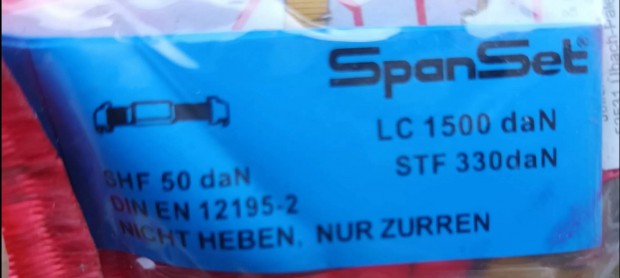 SpanSet®
LC 1500 daN
STF 330daN
SHF 50 daN
DIN EN 12195-2
NICHT HEBEN, NUR ZURREN